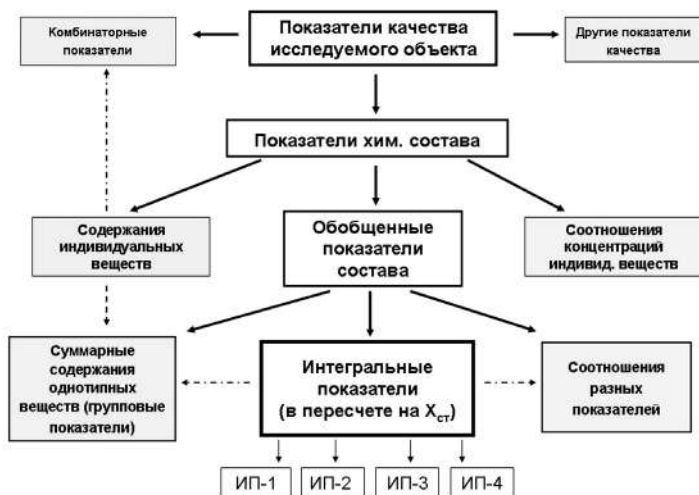 Комбинаторные
показатели
Показатели качества
исследуемого объекта
Другие показатели
качества
Показатели хим. состава
Содержания
индивидуальных
веществ
Обобщенные
показатели
состава
Соотношения
концентраций
индивид. веществ
Суммарные
содержания
однотипных
веществ (групповые
показатели)
Интегральные
показатели
(в пересчете на Xст)
Соотношения
разных
показателей
ИП-1
ИП-2
ИП-3
ИП-4